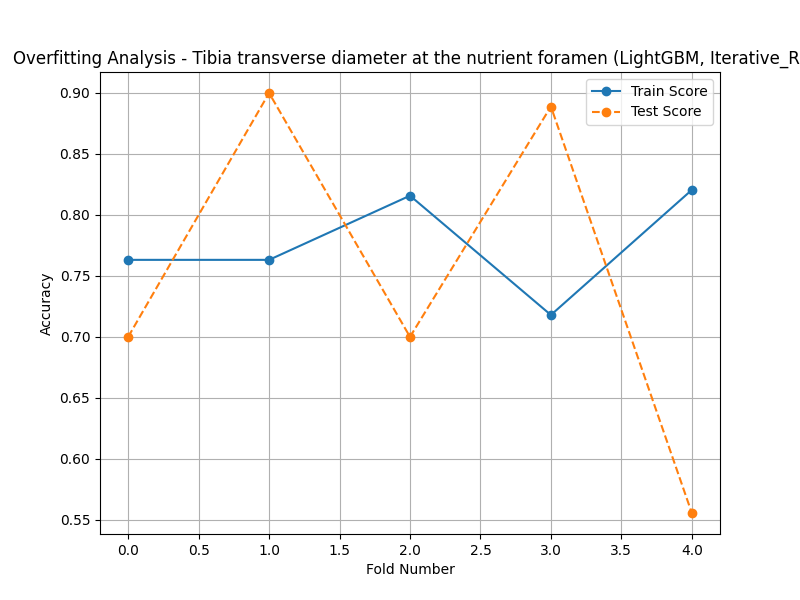 Overfitting Analysis - Tibia transverse diameter at the nutrient foramen (LightGBM, Iterative_R
Train Score
Test Score
0.90
0.85
0.80
0.75
0.70
0.65
0.60
0.55
Accuracy
0.0 0.5 1.0 1.5 2.0 2.5 3.0 3.5 4.0
Fold Number